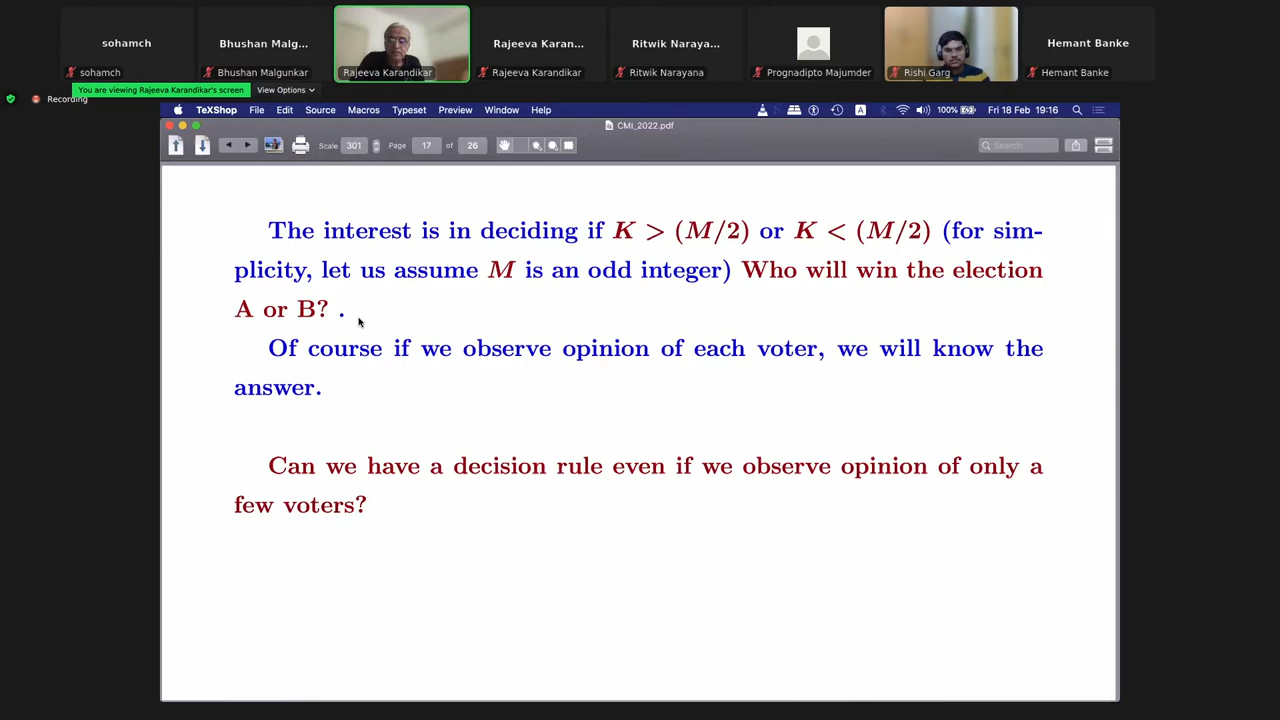 sohamch
Bhushan Malg...
Rajeeva Karan...
Ritwik Naraya...
Hemant Banke
sohamch
Bhushan Malgunkar
Rajeeva Karandikar
Rajeeva Karandikar
Ritwik Narayana
Prognadipto Majumder
Rishi Garg
Hemant Banke
You are viewing Rajeeva Karandikar's screen
View Options
Recording
TeXShop File Edit Source Macros Typeset Preview Window Help
A 100% Fri 18 Feb 19:16
CMI_2022.pdf
Scale 301 Page 17 of 26 Search
The interest is in deciding if K > (M/2) or K < (M/2) (for sim-
plicity, let us assume M is an odd integer) Who will win the election
A or B? .
Of course if we observe opinion of each voter, we will know the
answer.
Can we have a decision rule even if we observe opinion of only a
few voters?